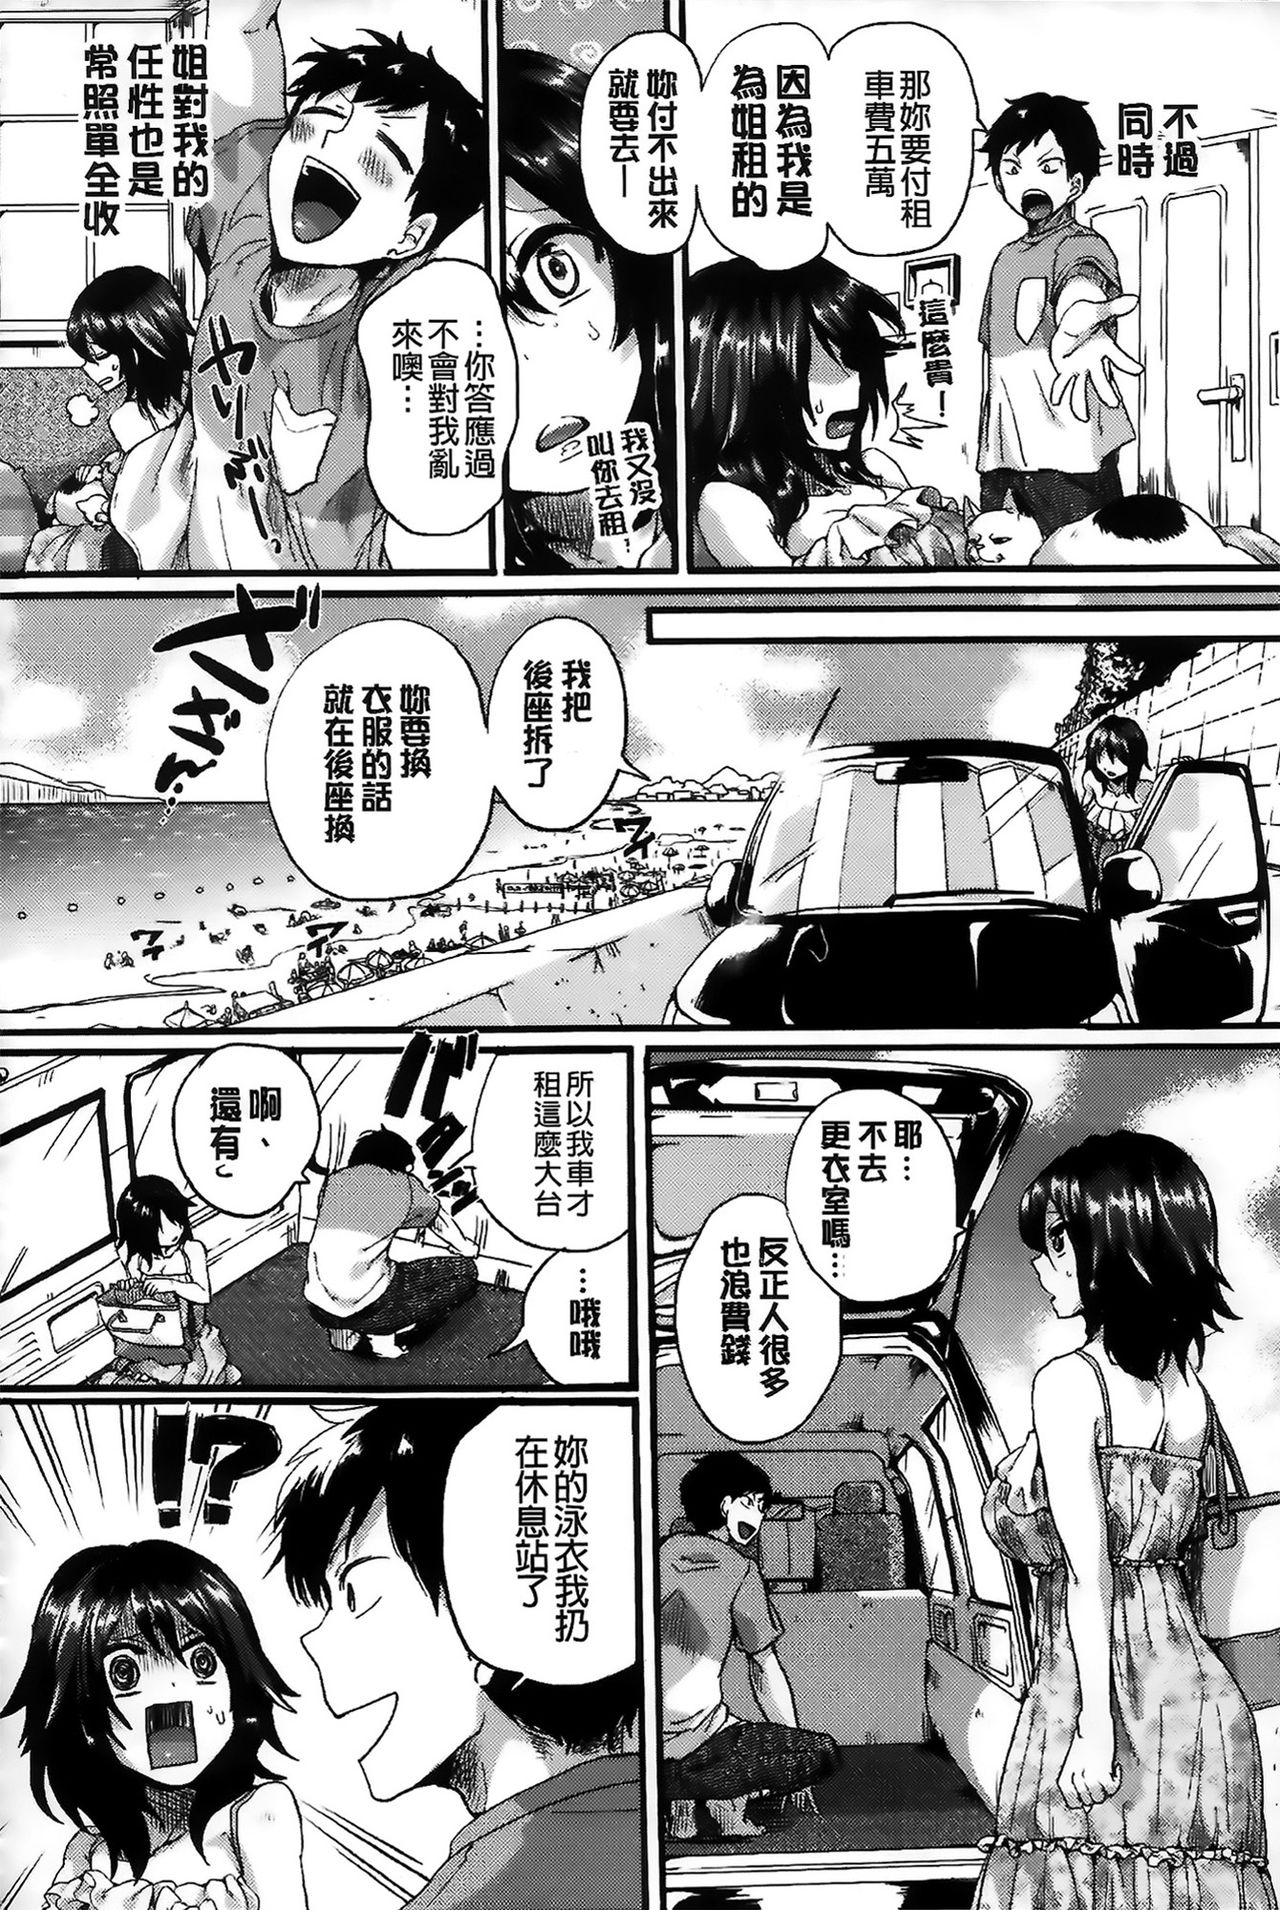 不過
同時
那妳要付租
車費五萬
因為我是
為姐租的
妳付不出來
就要去—
這麼貴！
我又沒
叫你去租…
姐對我的
任性也是
常照單全收
…你答應過
不會對我亂
來噢…
やりー
我把
後座拆了
妳要換
衣服的話
就在後座換
ざざーん…
ワァ
ワァ
耶…
不去
更衣室嗎…
反正人很多
也浪費錢
所以我車才
租這麼大台
…哦哦
啊、
還有
妳的泳衣我扔
在休息站了
!?